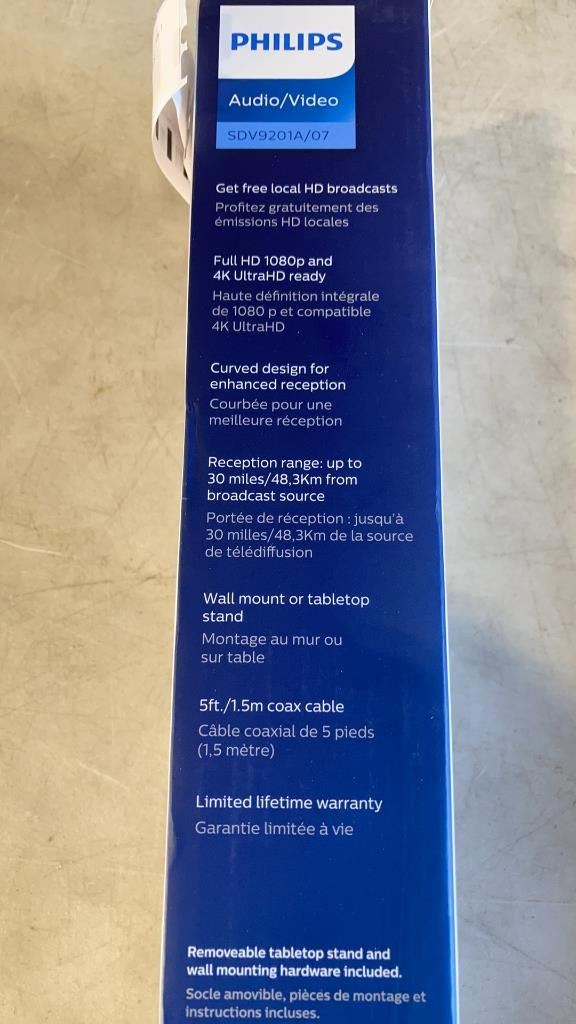 PHILIPS
Audio/Video
SDV9201A/07
Get free local HD broadcasts
Profitez gratuitement des
émissions HD locales
Full HD 1080p and
4K UltraHD ready
Haute définition intégrale
de 1080 p et compatible
4K UltraHD
Curved design for
enhanced reception
Courbée pour une
meilleure réception
Reception range: up to
30 miles/48,3Km from
broadcast source
Portée de réception : jusqu'à
30 milles/48,3Km de la source
de télédiffusion
Wall mount or tabletop
stand
Montage au mur ou
sur table
5ft./1.5m coax cable
Câble coaxial de 5 pieds
(1,5 mètre)
Limited lifetime warranty
Garantie limitée à vie
Removeable tabletop stand and
wall mounting hardware included.
Socle amovible, pièces de montage et
instructions incluses.